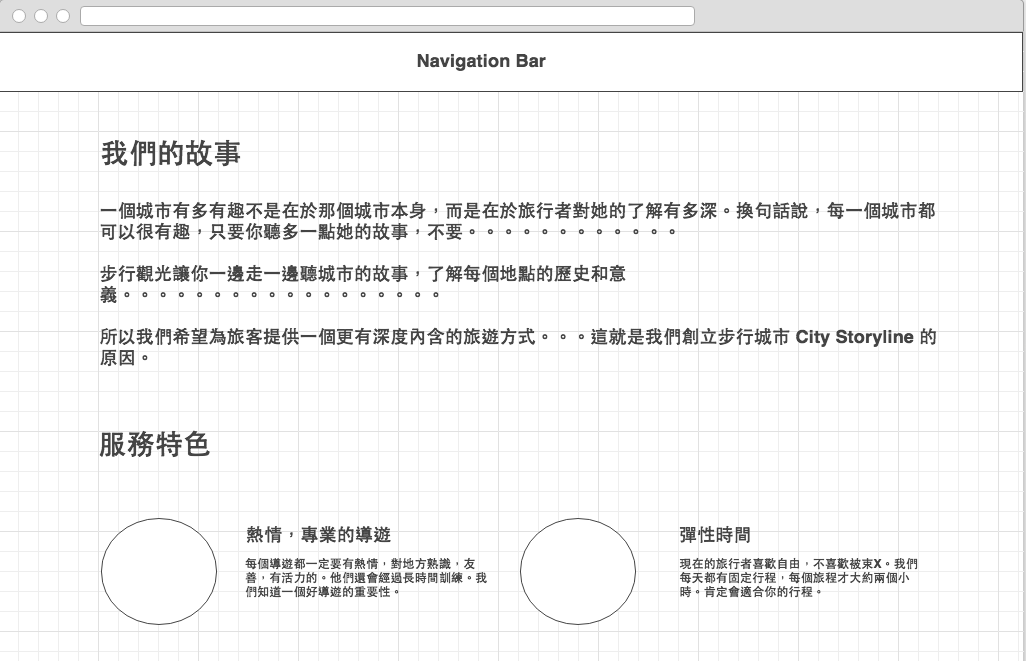 Navigation Bar
我們的故事
一個城市有多有趣不是在於那個城市本身，而是在於旅行者對她的了解有多深。換句話說，每一個城市都
可以很有趣，只要你聽多一點她的故事，不要。。。。。。。。。。。。
步行觀光讓你一邊走一邊聽城市的故事，了解每個地點的歷史和意
義。。。。。。。。。。。。。。。。。。
所以我們希望為旅客提供一個更有深度內含的旅遊方式。。。這就是我們創立步行城市 City Storyline 的
原因。
服務特色
熱情，專業的導遊
每個導遊都一定要有熱情，對地方熟識，友
善，有活力的。他們還會經過長時間訓練。我
們知道一個好導遊的重要性。
彈性時間
現在的旅行者喜歡自由，不喜歡被束X。我們
每天都有固定行程，每個旅程才大約兩個小
時。肯定會適合你的行程。